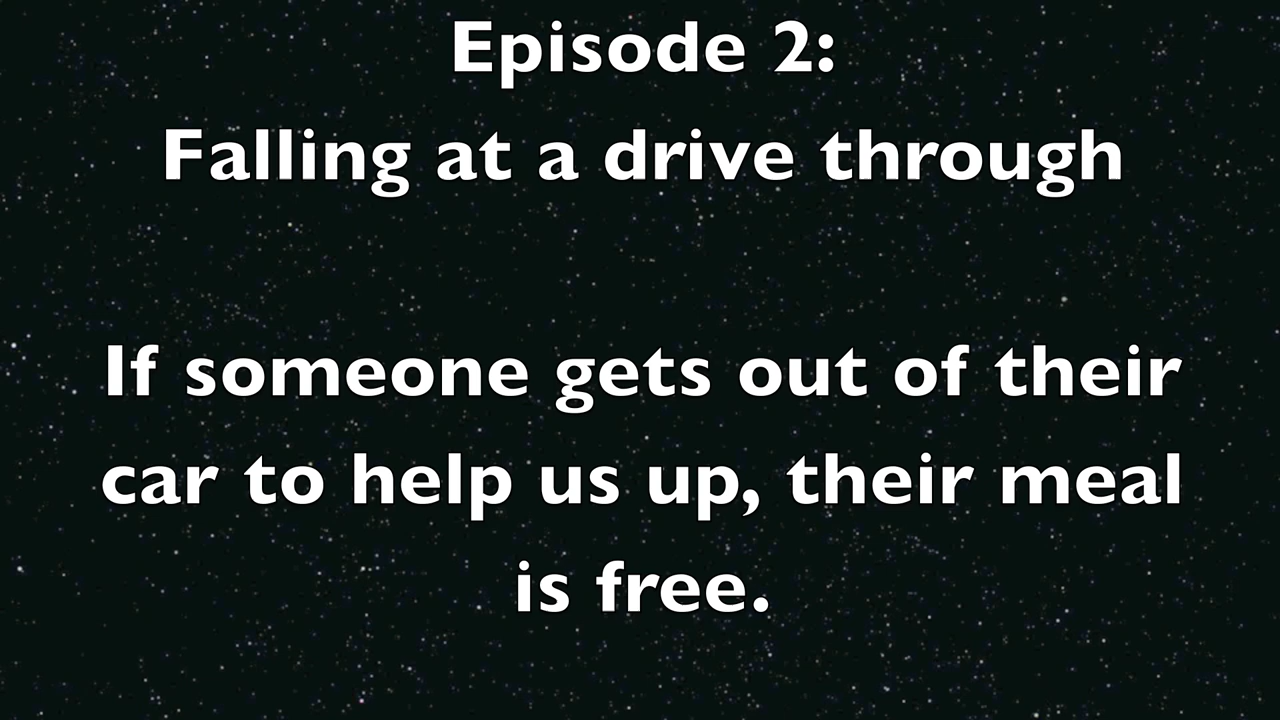 Episode 2:
Falling at a drive through
If someone gets out of their
car to help us up, their meal
is free.